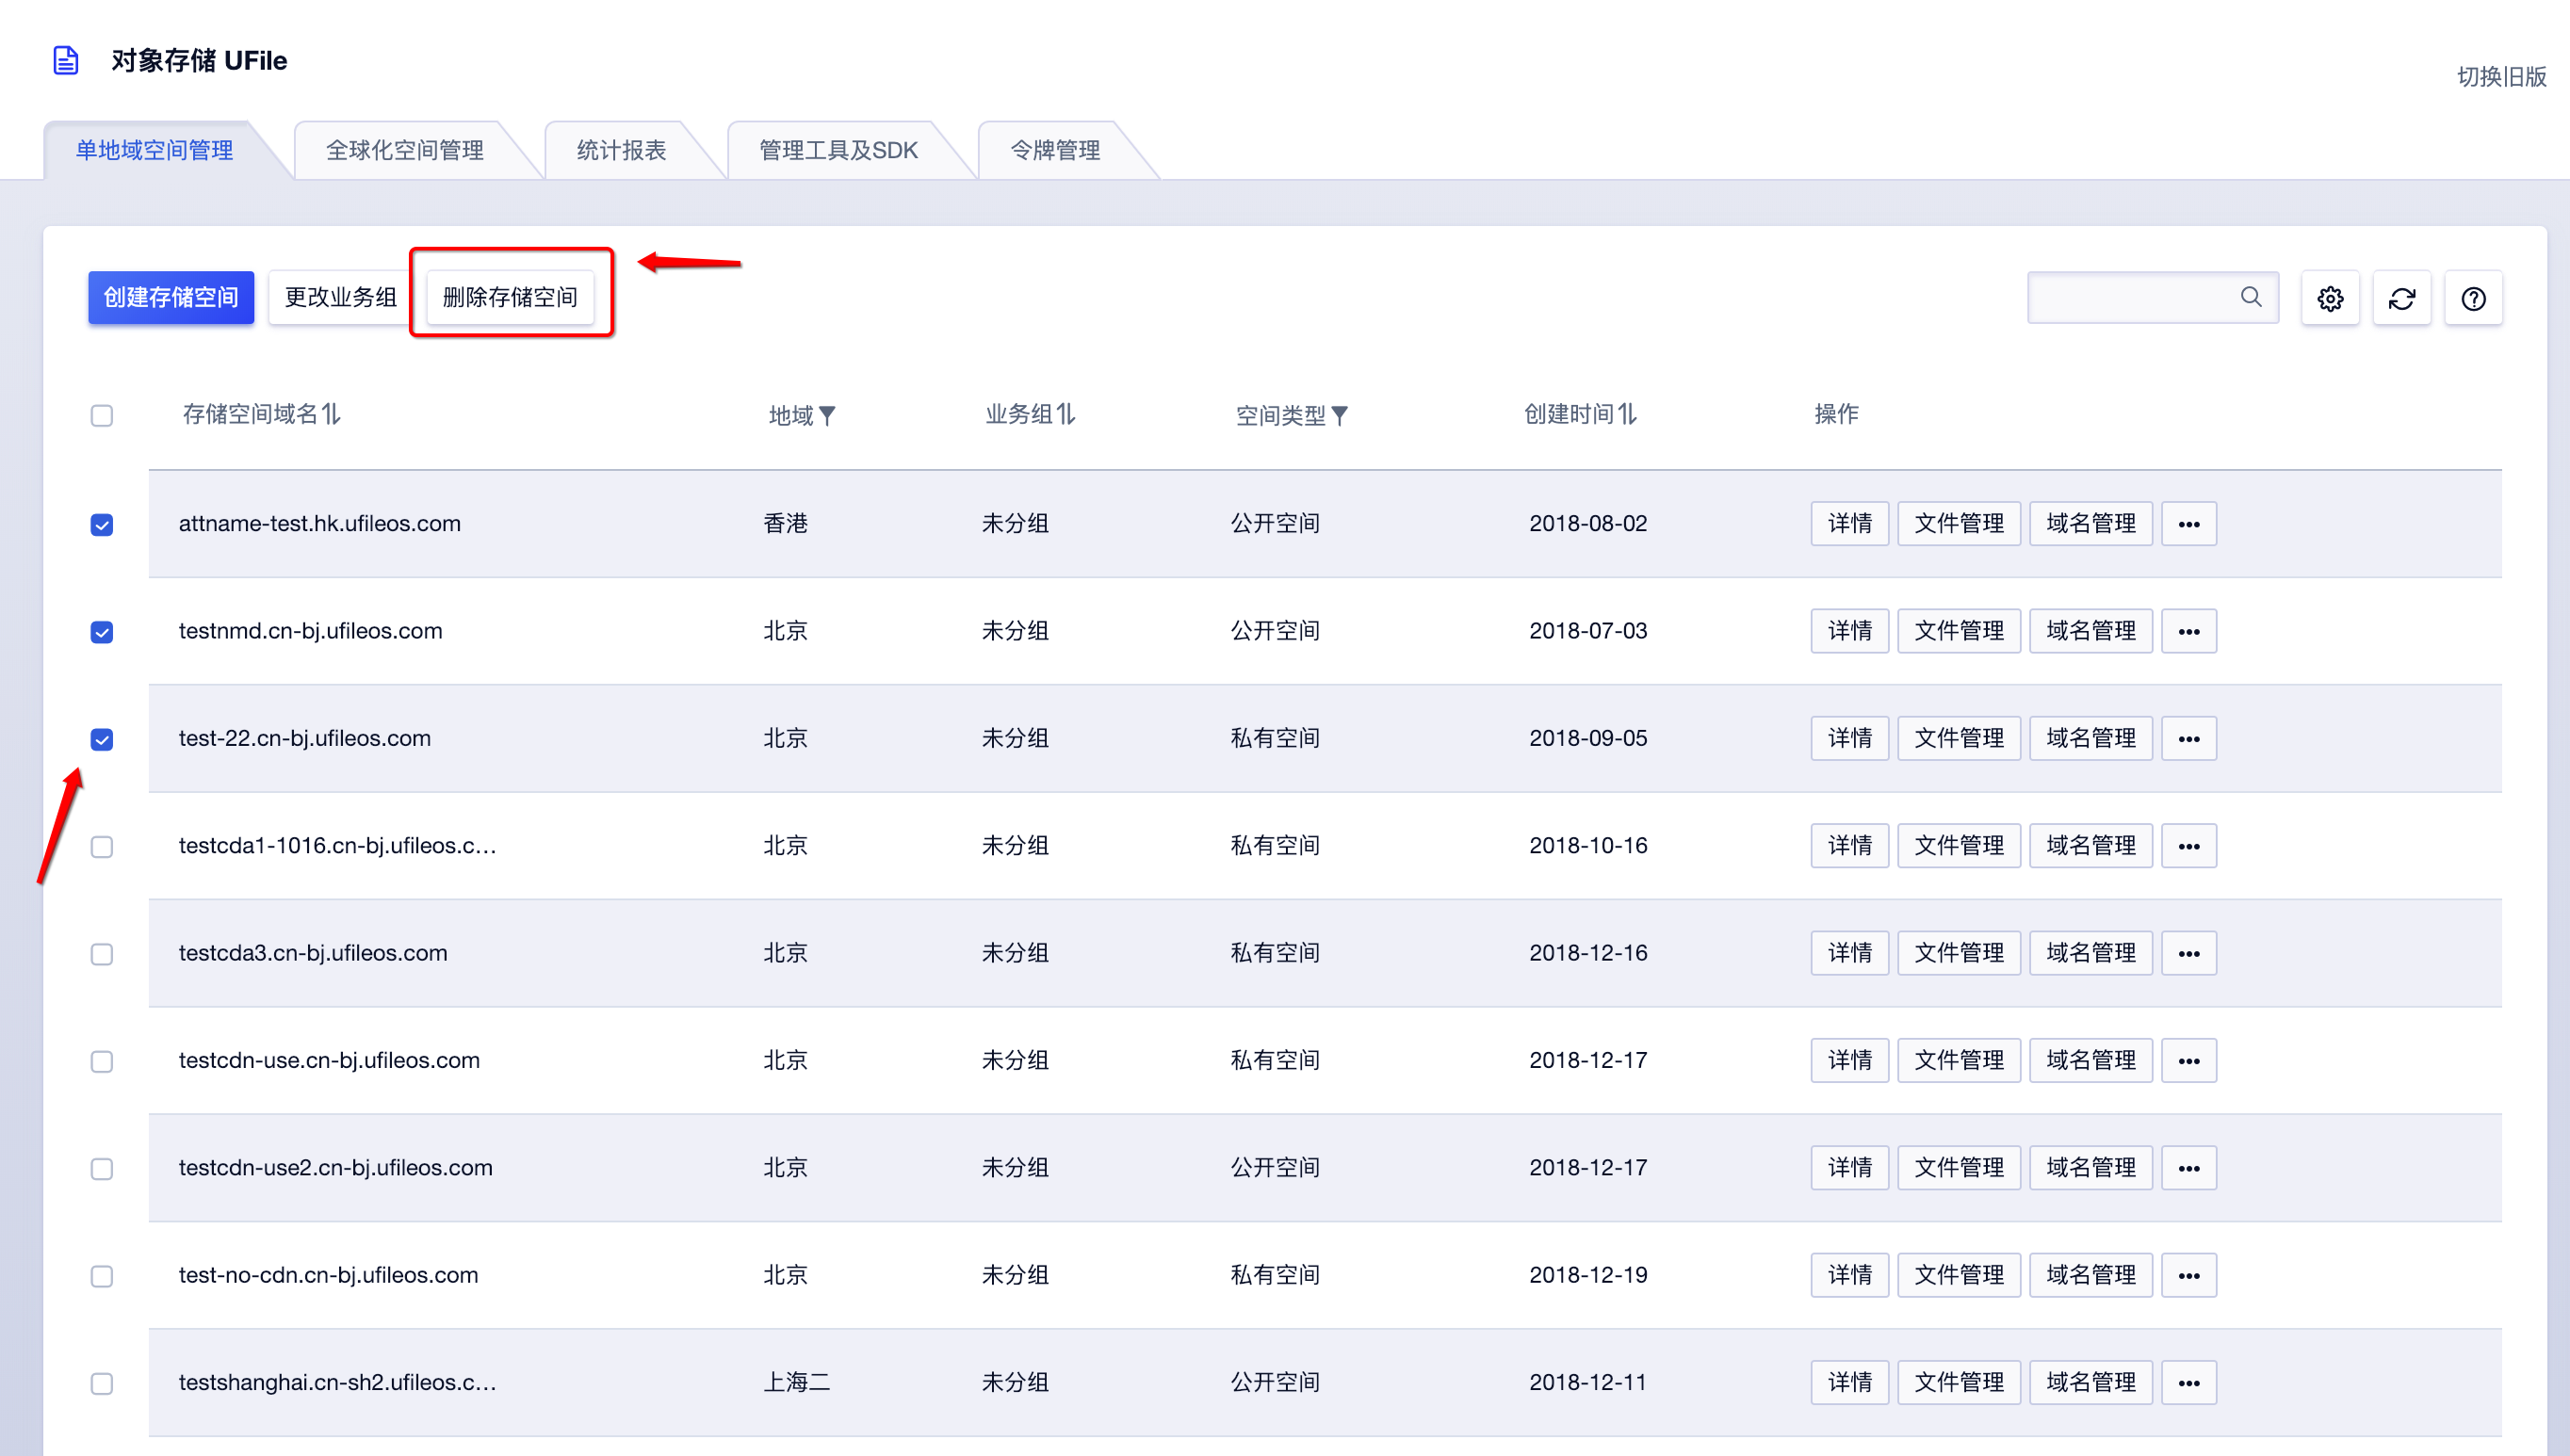 对象存储 UFile
切换旧版
单地域空间管理 全球化空间管理 统计报表 管理工具及SDK 令牌管理
创建存储空间 更改业务组 删除存储空间
存储空间域名 地域 业务组 空间类型 创建时间 操作
attname-test.hk.ufileos.com 香港 未分组 公开空间 2018-08-02 详情 文件管理 域名管理 •••
testnmd.cn-bj.ufileos.com 北京 未分组 公开空间 2018-07-03 详情 文件管理 域名管理 •••
test-22.cn-bj.ufileos.com 北京 未分组 私有空间 2018-09-05 详情 文件管理 域名管理 •••
testcda1-1016.cn-bj.ufileos.c... 北京 未分组 私有空间 2018-10-16 详情 文件管理 域名管理 •••
testcda3.cn-bj.ufileos.com 北京 未分组 私有空间 2018-12-16 详情 文件管理 域名管理 •••
testcdn-use.cn-bj.ufileos.com 北京 未分组 私有空间 2018-12-17 详情 文件管理 域名管理 •••
testcdn-use2.cn-bj.ufileos.com 北京 未分组 公开空间 2018-12-17 详情 文件管理 域名管理 •••
test-no-cdn.cn-bj.ufileos.com 北京 未分组 私有空间 2018-12-19 详情 文件管理 域名管理 •••
testshanghai.cn-sh2.ufileos.c... 上海二 未分组 公开空间 2018-12-11 详情 文件管理 域名管理 •••